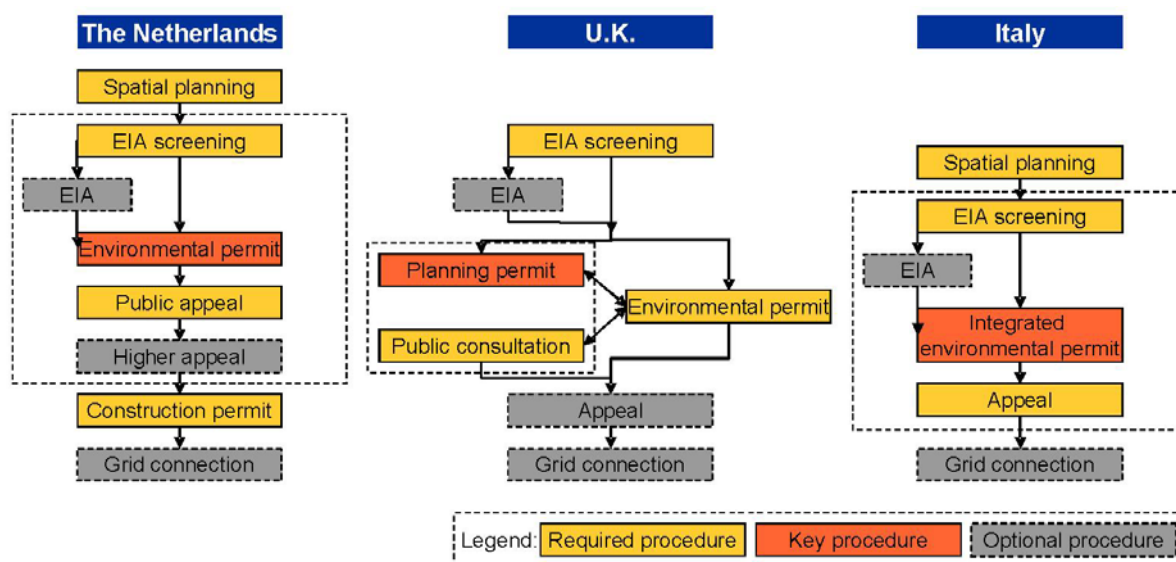 The Netherlands
Spatial planning
EIA screening
EIA
Environmental permit
Public appeal
Higher appeal
Construction permit
Grid connection
U.K.
EIA screening
EIA
Planning permit
Environmental permit
Public consultation
Appeal
Grid connection
Italy
Spatial planning
EIA screening
EIA
Integrated
environmental permit
Appeal
Grid connection
Legend: Required procedure Key procedure Optional procedure